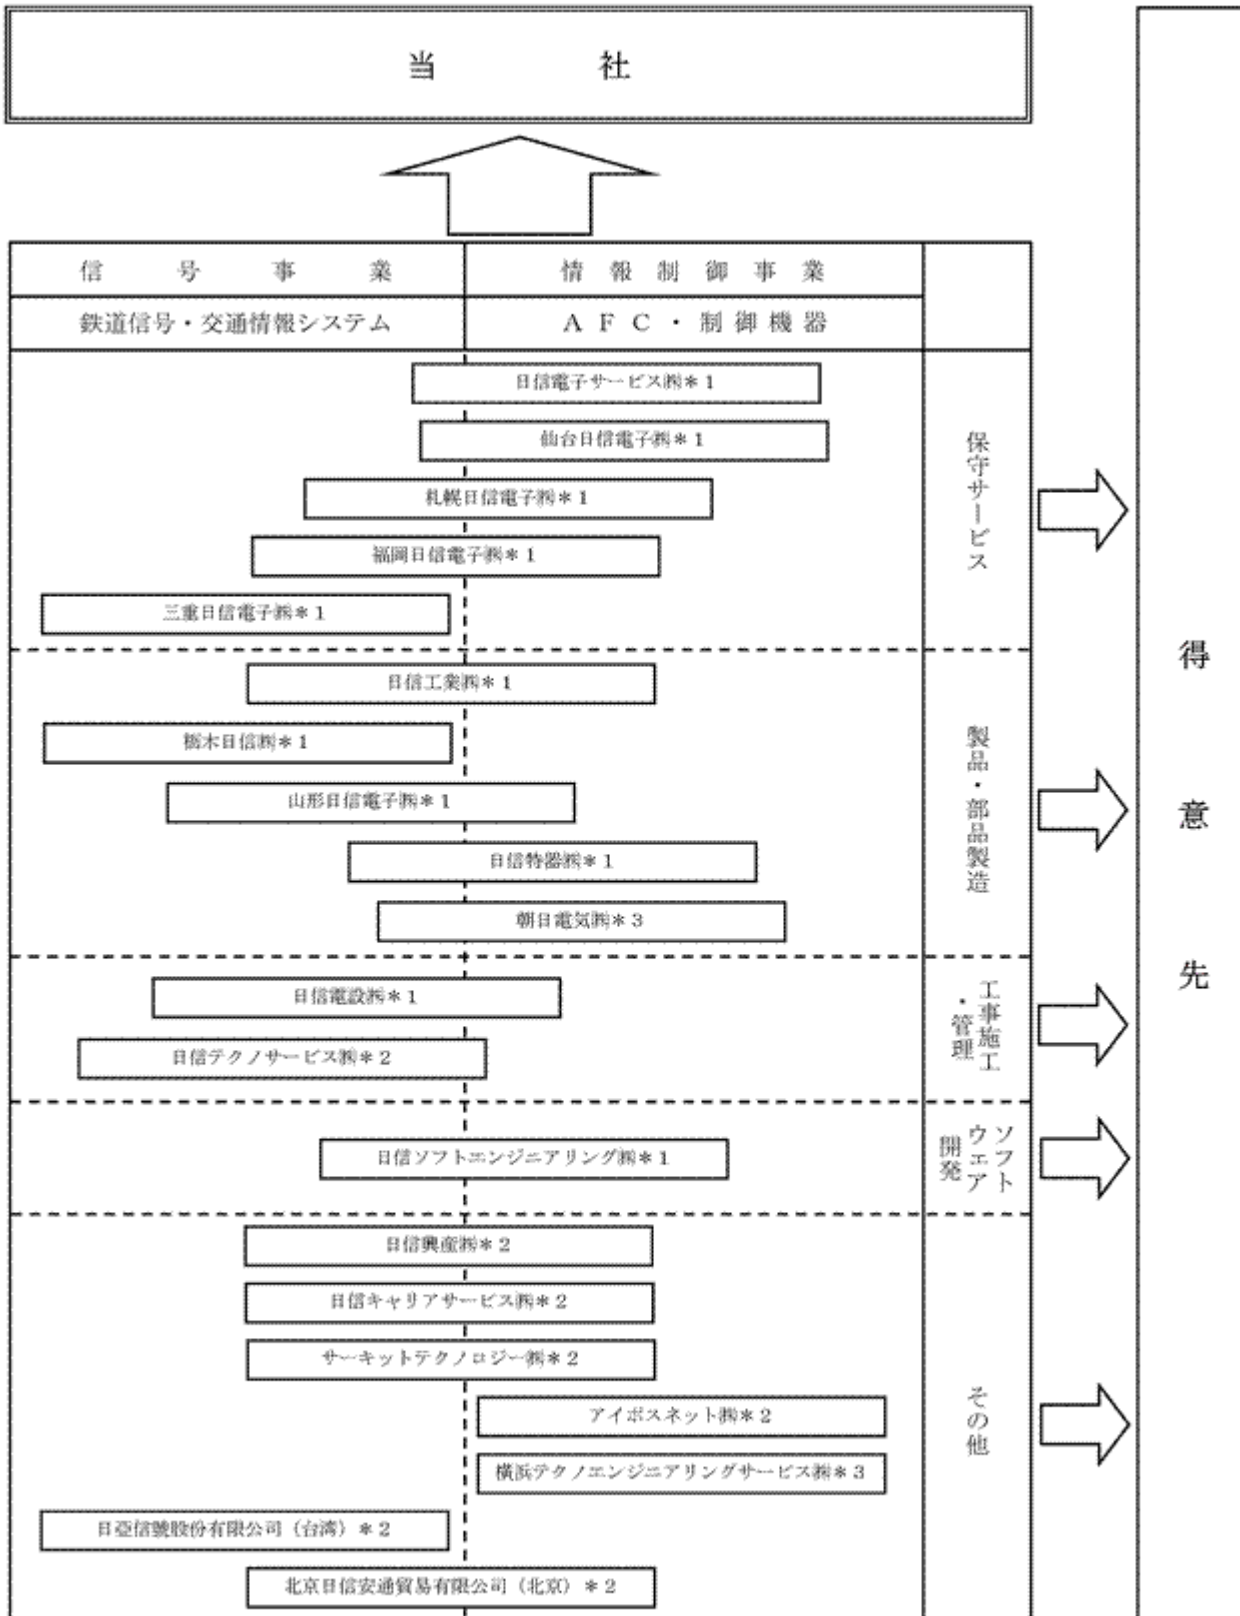 当社
信号事業
情報制御事業
鉄道信号・交通情報システム
AFC・制御機器
日信電子サービス㈱＊1
仙台日信電子㈱＊1
札幌日信電子㈱＊1
福岡日信電子㈱＊1
三重日信電子㈱＊1
保守サービス
日信工業㈱＊1
栃木日信㈱＊1
山形日信電子㈱＊1
日信特器㈱＊1
朝日電気㈱＊3
製品・部品製造
日信電設㈱＊1
日信テクノサービス㈱＊2
工事施工
・管理
日信ソフトエンジニアリング㈱＊1
ソフト
ウェア
開発
日信興産㈱＊2
日信キャリアサービス㈱＊2
サーキットテクノロジー㈱＊2
アイポスネット㈱＊2
横浜テクノエンジニアリングサービス㈱＊3
日亞信號股份有限公司（台湾）＊2
北京日信安通貿易有限公司（北京）＊2
その他
得意先